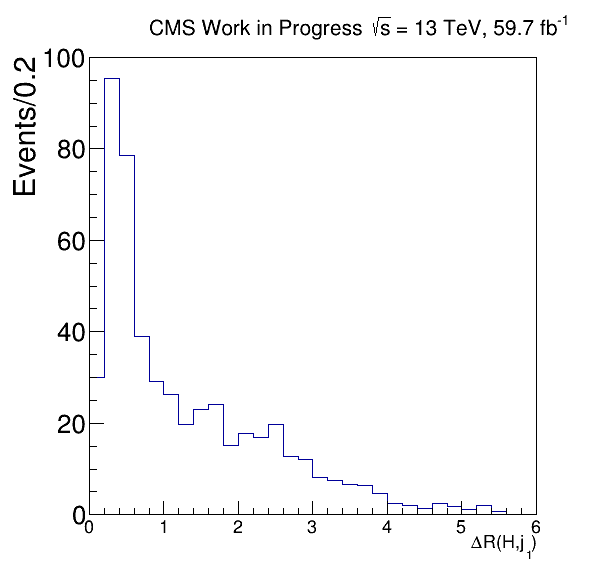 CMS Work in Progress √s = 13 TeV, 59.7 fb⁻¹
Events/0.2
100
80
60
40
20
0
0 1 2 3 4 5 6
ΔR(H,j₁)